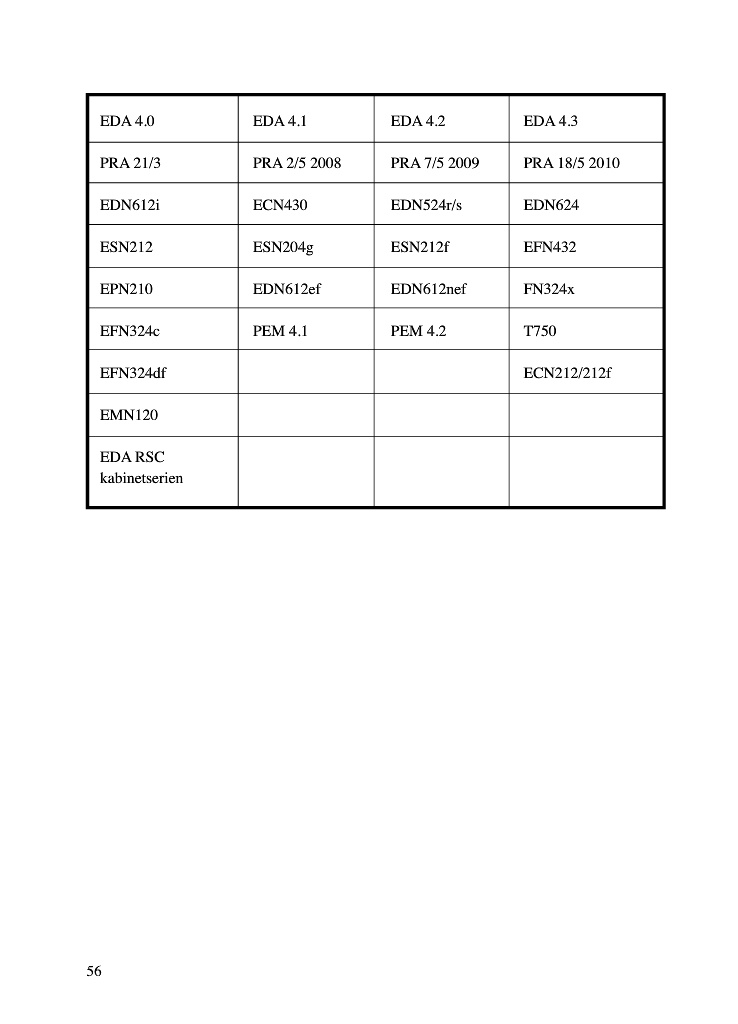 EDA 4.0 EDA 4.1 EDA 4.2 EDA 4.3
PRA 21/3 PRA 2/5 2008 PRA 7/5 2009 PRA 18/5 2010
EDN612i ECN430 EDN524r/s EDN624
ESN212 ESN204g ESN212f EFN432
EPN210 EDN612ef EDN612nef FN324x
EFN324c PEM 4.1 PEM 4.2 T750
EFN324df ECN212/212f
EMN120
EDA RSC
kabinetserien
56